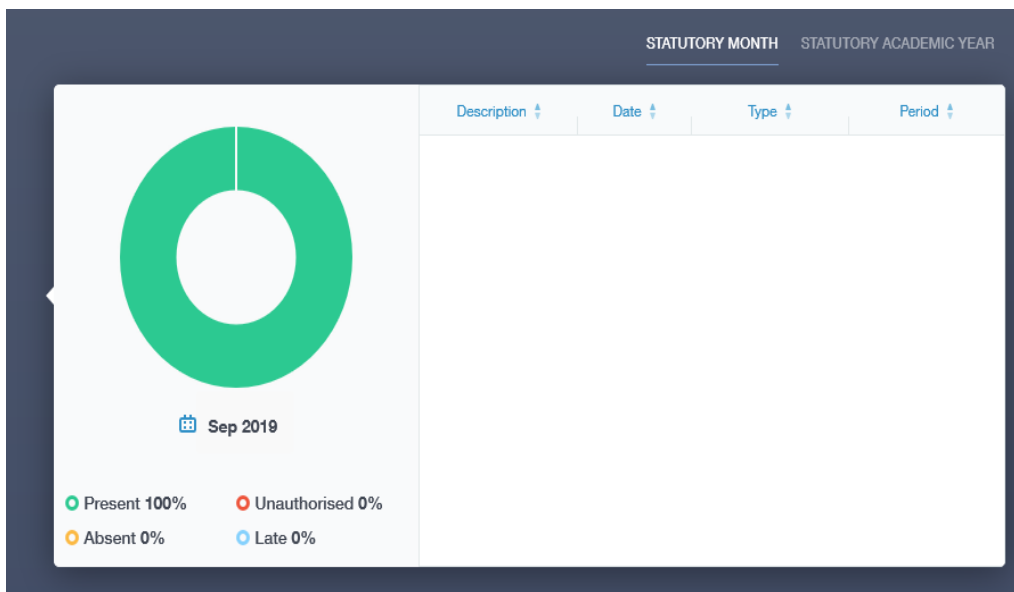 STATUTORY MONTH STATUTORY ACADEMIC YEAR
Description Date Type Period
Sep 2019
Present 100% Unauthorised 0%
Absent 0% Late 0%